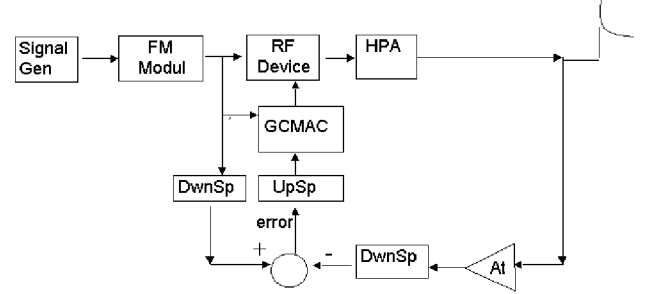 Signal
Gen
FM
Modul
RF
Device
HPA
GCMAC
DwnSp
UpSp
error
+
-
DwnSp
At